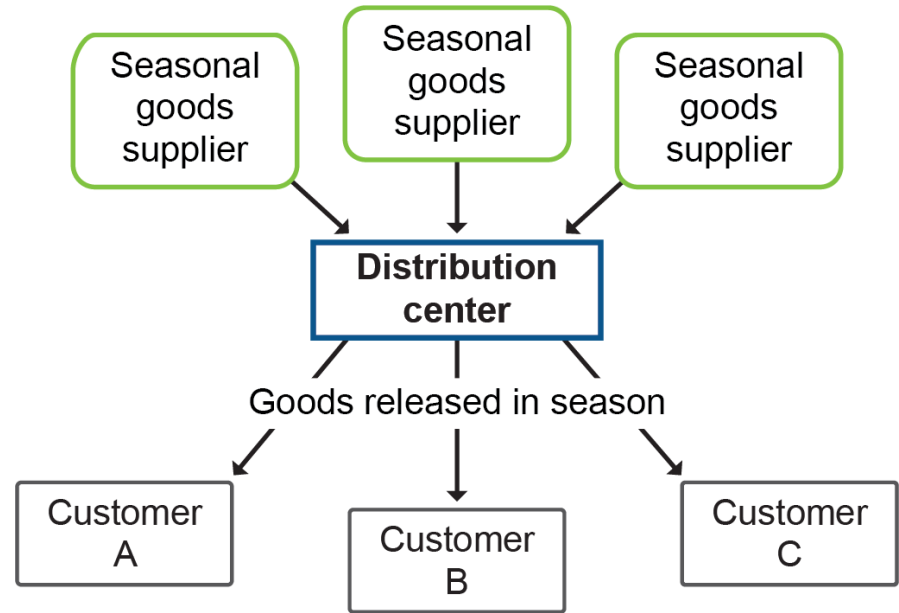 Seasonal
goods
supplier
Seasonal
goods
supplier
Seasonal
goods
supplier
Distribution
center
Goods released in season
Customer
A
Customer
B
Customer
C